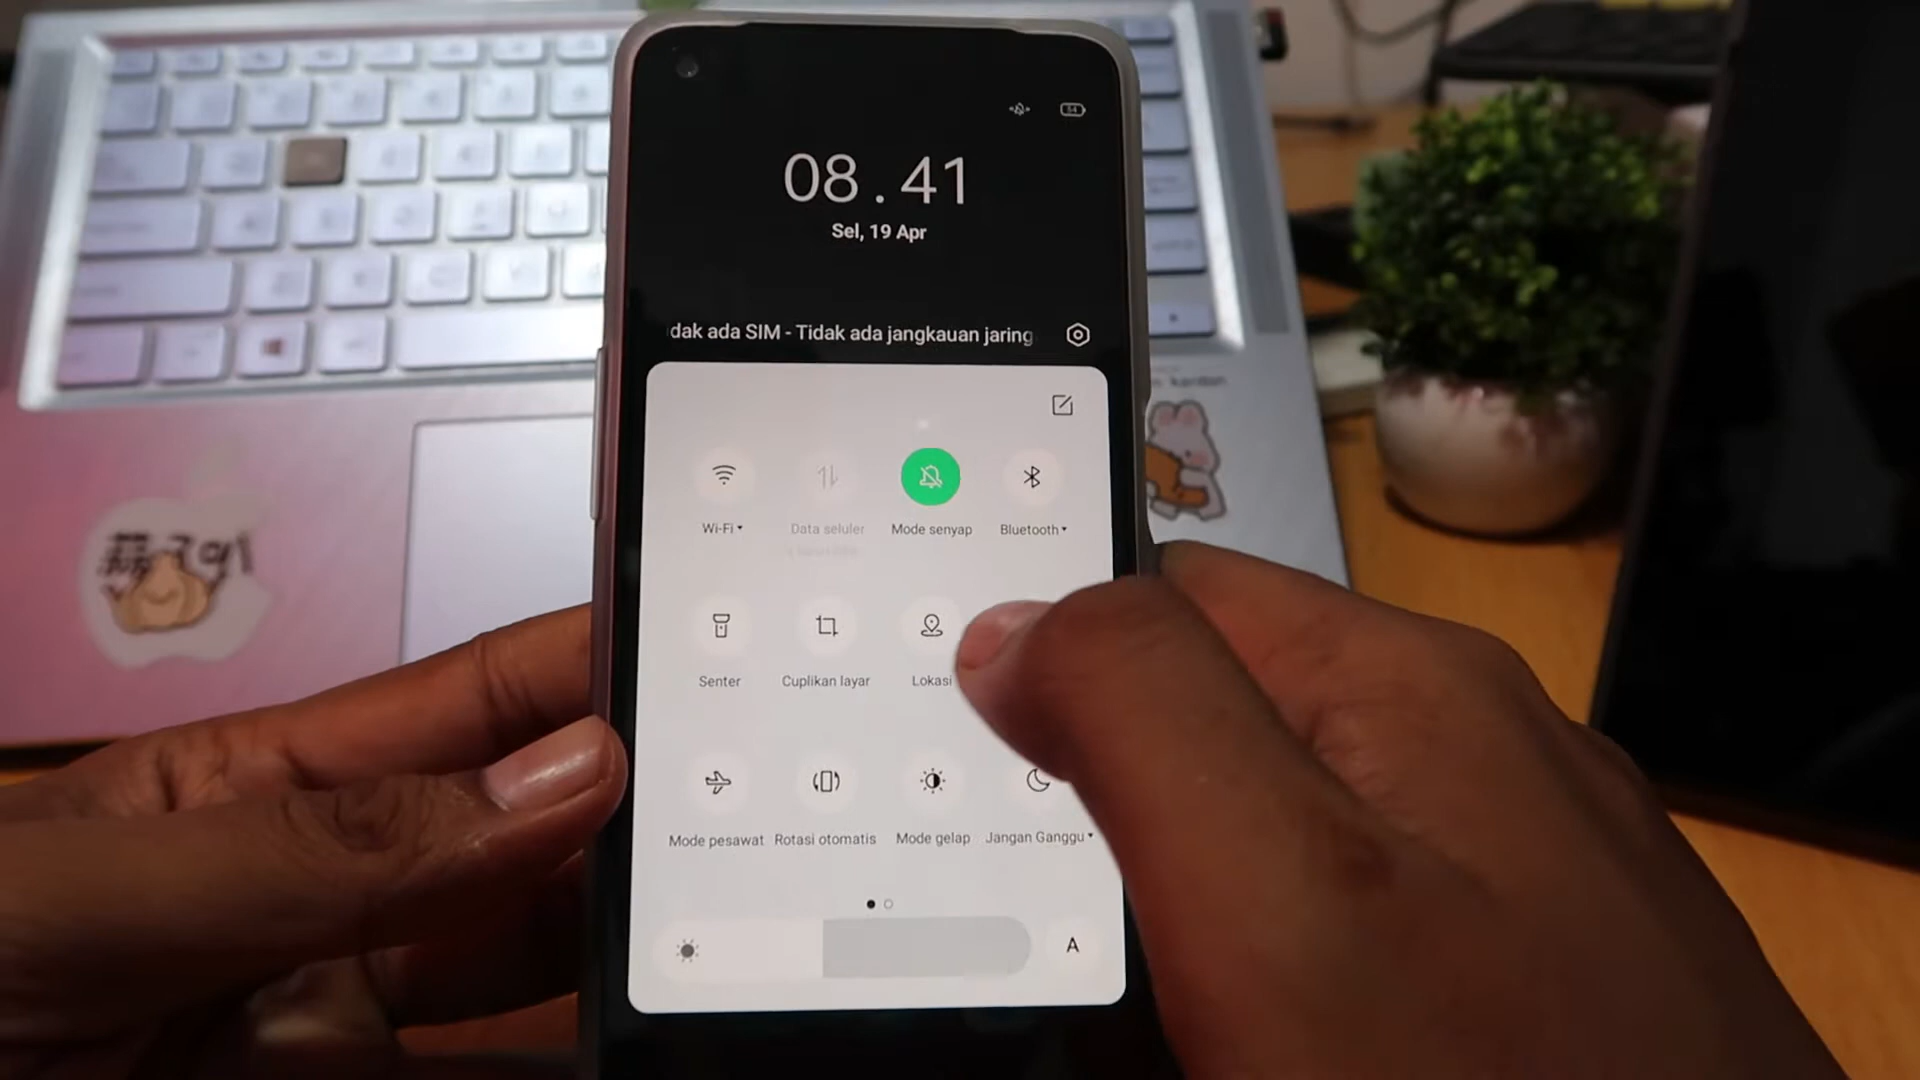 54
08.41
Sel, 19 Apr
dak ada SIM - Tidak ada jangkauan jaring
Wi-Fi
Data seluler
Mode senyap
Bluetooth
Senter
Cuplikan layar
Lokasi
Mode pesawat
Rotasi otomatis
Mode gelap
Jangan Ganggu
A